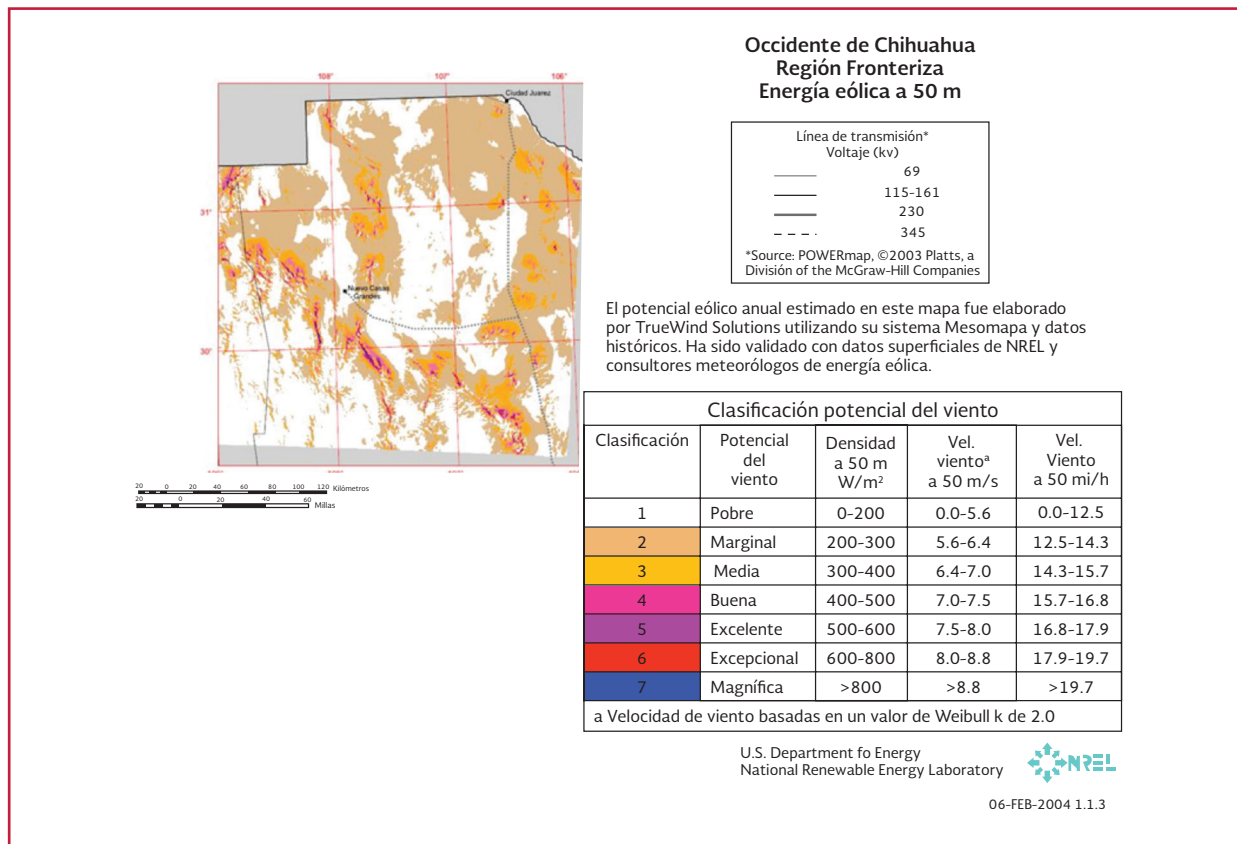 Occidente de Chihuahua
Región Fronteriza
Energía eólica a 50 m
108°
107°
106°
Ciudad Juarez
31°
Nuevo Casas
Grandes
30°
20 0 20 40 60 80 100 120 Kilómetros
20 0 20 40 60 Millas
Línea de transmisión*
Voltaje (kv)
69
115-161
230
345
*Source: POWERmap, ©2003 Platts, a
División of the McGraw-Hill Companies
El potencial eólico anual estimado en este mapa fue elaborado
por TrueWind Solutions utilizando su sistema Mesomapa y datos
históricos. Ha sido validado con datos superficiales de NREL y
consultores meteorólogos de energía eólica.
Clasificación potencial del viento
Clasificación Potencial del viento Densidad a 50 m W/m² Vel. vientoª a 50 m/s Vel. Viento a 50 mi/h
1 Pobre 0-200 0.0-5.6 0.0-12.5
2 Marginal 200-300 5.6-6.4 12.5-14.3
3 Media 300-400 6.4-7.0 14.3-15.7
4 Buena 400-500 7.0-7.5 15.7-16.8
5 Excelente 500-600 7.5-8.0 16.8-17.9
6 Excepcional 600-800 8.0-8.8 17.9-19.7
7 Magnífica >800 >8.8 >19.7
a Velocidad de viento basadas en un valor de Weibull k de 2.0
U.S. Department fo Energy
National Renewable Energy Laboratory
NREL
06-FEB-2004 1.1.3